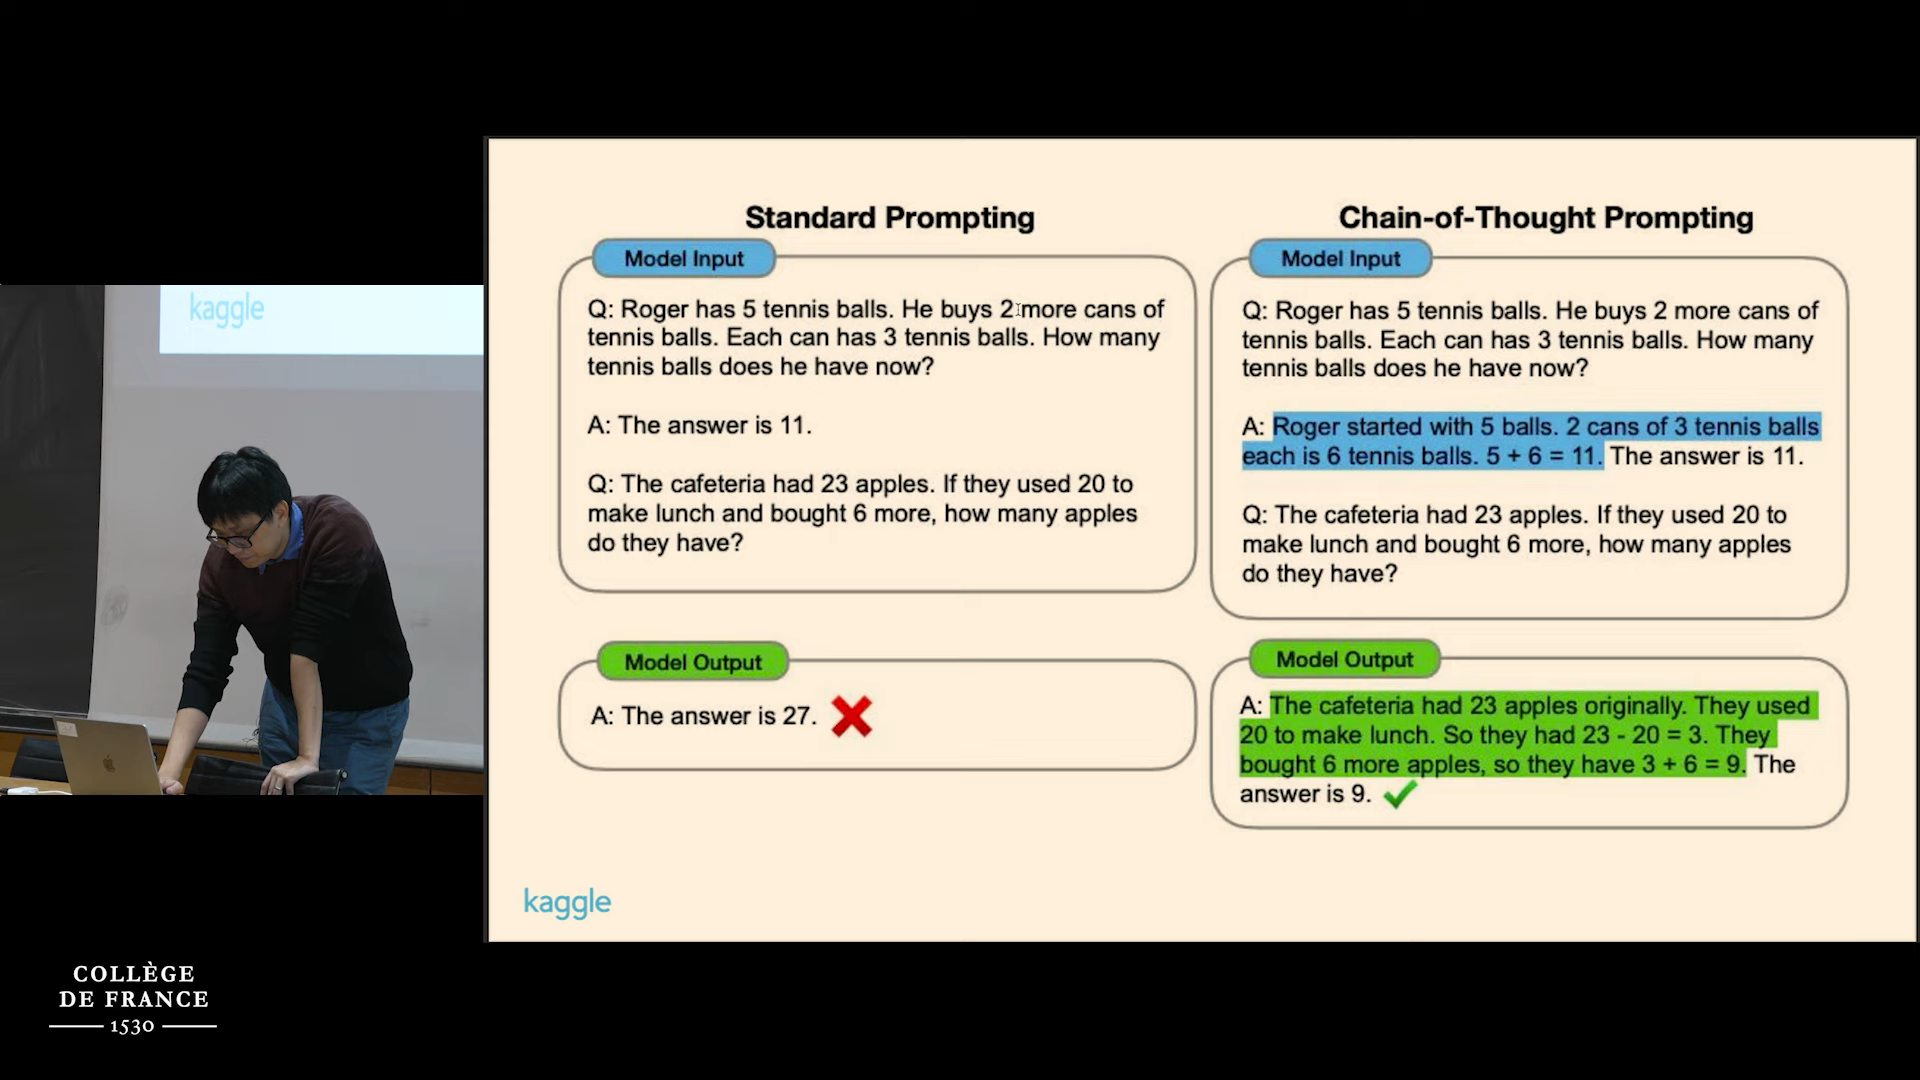 kaggle
Standard Prompting
Model Input
Q: Roger has 5 tennis balls. He buys 2 more cans of
tennis balls. Each can has 3 tennis balls. How many
tennis balls does he have now?
A: The answer is 11.
Q: The cafeteria had 23 apples. If they used 20 to
make lunch and bought 6 more, how many apples
do they have?
Model Output
A: The answer is 27.
Chain-of-Thought Prompting
Model Input
Q: Roger has 5 tennis balls. He buys 2 more cans of
tennis balls. Each can has 3 tennis balls. How many
tennis balls does he have now?
A: Roger started with 5 balls. 2 cans of 3 tennis balls
each is 6 tennis balls. 5 + 6 = 11. The answer is 11.
Q: The cafeteria had 23 apples. If they used 20 to
make lunch and bought 6 more, how many apples
do they have?
Model Output
A: The cafeteria had 23 apples originally. They used
20 to make lunch. So they had 23 - 20 = 3. They
bought 6 more apples, so they have 3 + 6 = 9. The
answer is 9.
kaggle
COLLÈGE
DE FRANCE
1530